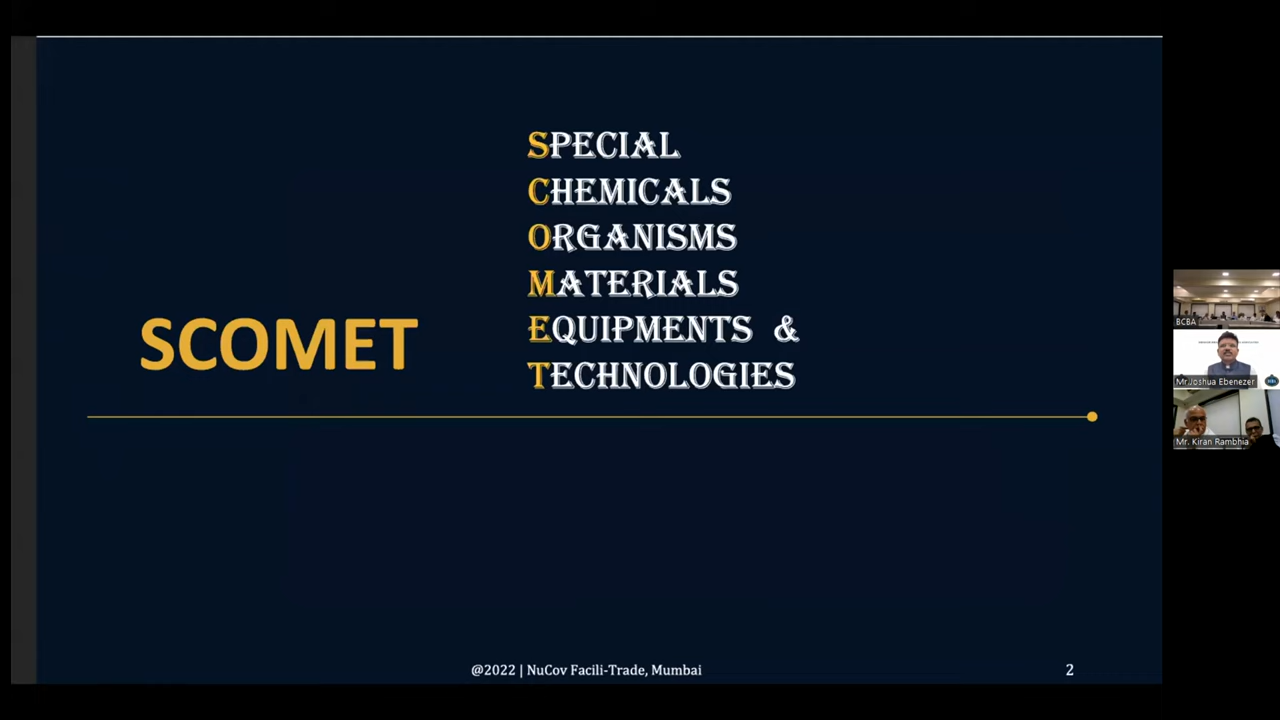 SPECIAL
CHEMICALS
ORGANISMS
MATERIALS
SCOMET
EQUIPMENTS &
TECHNOLOGIES
@2022 | NuCov Facili-Trade, Mumbai
2
BCBA
Mr.Joshua Ebenezer
Mr. Kiran Rambhia